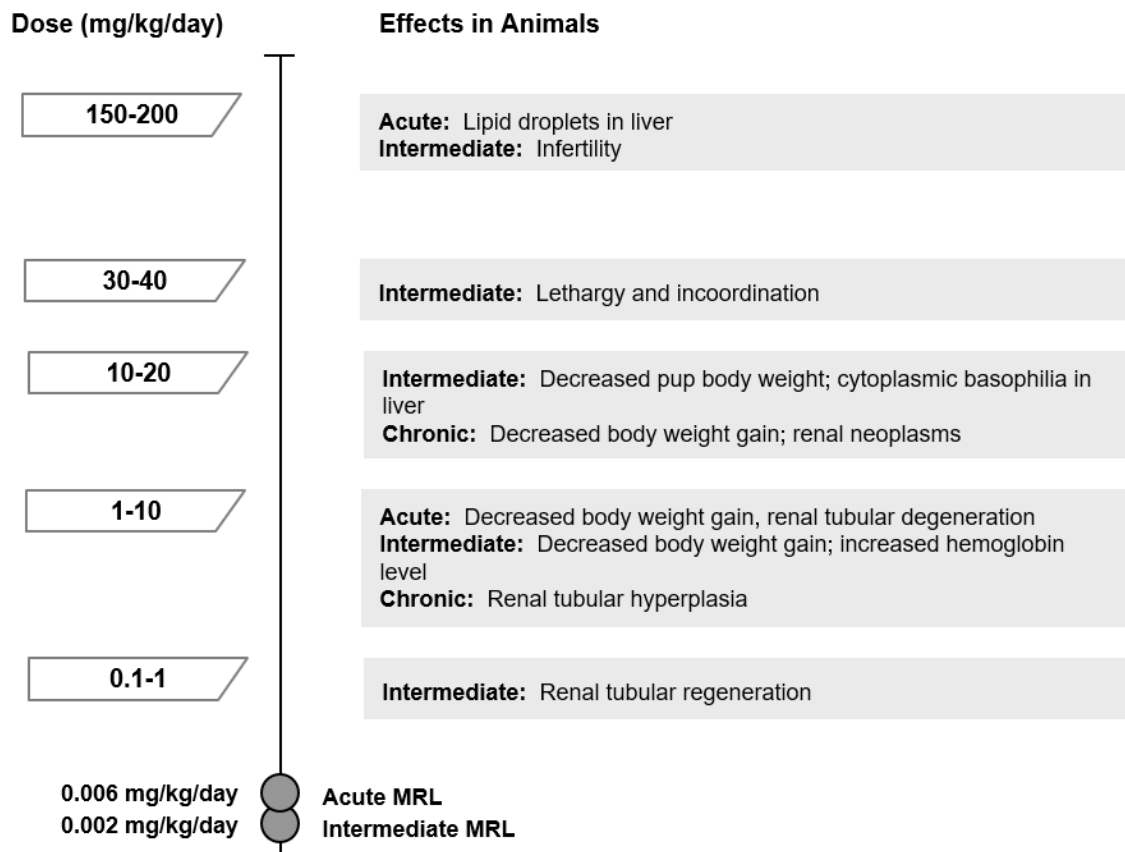 Dose (mg/kg/day)
Effects in Animals
150-200
Acute: Lipid droplets in liver
Intermediate: Infertility
30-40
Intermediate: Lethargy and incoordination
10-20
Intermediate: Decreased pup body weight; cytoplasmic basophilia in
liver
Chronic: Decreased body weight gain; renal neoplasms
1-10
Acute: Decreased body weight gain, renal tubular degeneration
Intermediate: Decreased body weight gain; increased hemoglobin
level
Chronic: Renal tubular hyperplasia
0.1-1
Intermediate: Renal tubular regeneration
0.006 mg/kg/day
Acute MRL
0.002 mg/kg/day
Intermediate MRL